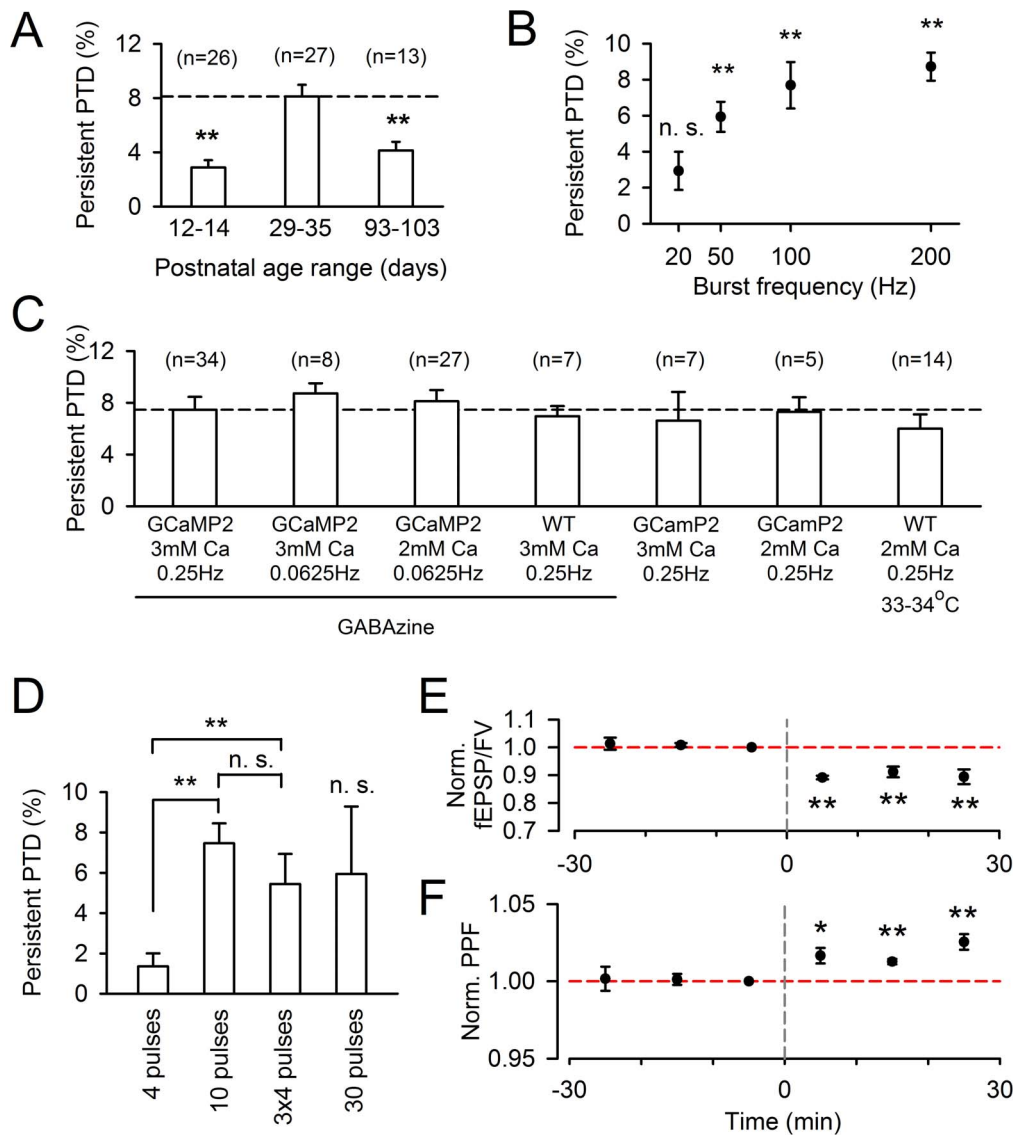 A
Persistent PTD (%)
12
8
4
0
(n=26)
(n=27)
(n=13)
**
**
12-14
29-35
93-103
Postnatal age range (days)
B
Persistent PTD (%)
10
8
6
4
2
0
n. s.
**
**
**
20
50
100
200
Burst frequency (Hz)
C
Persistent PTD (%)
12
8
4
0
(n=34)
(n=8)
(n=27)
(n=7)
(n=7)
(n=5)
(n=14)
GCaMP2
3mM Ca
0.25Hz
GCaMP2
3mM Ca
0.0625Hz
GCaMP2
2mM Ca
0.0625Hz
WT
3mM Ca
0.25Hz
GCamP2
3mM Ca
0.25Hz
GCamP2
2mM Ca
0.25Hz
WT
2mM Ca
0.25Hz
33-34°C
GABAzine
D
Persistent PTD (%)
10
8
6
4
2
0
**
**
n. s.
n. s.
4 pulses
10 pulses
3x4 pulses
30 pulses
E
Norm.
fEPSP/FV
1.1
1.0
0.9
0.8
0.7
**
**
**
-30
0
30
F
Norm. PPF
1.05
1.00
0.95
*
**
**
-30
0
30
Time (min)